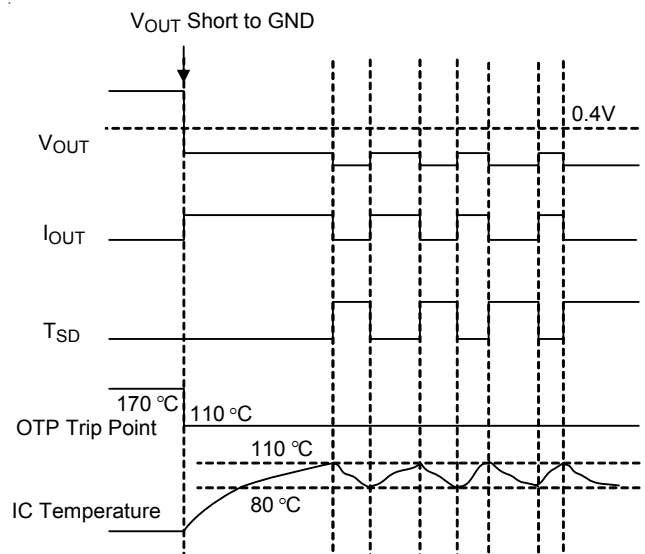 VOUT Short to GND
0.4V
VOUT
IOUT
TSD
170 °C
110 °C
OTP Trip Point
110 °C
80 °C
IC Temperature